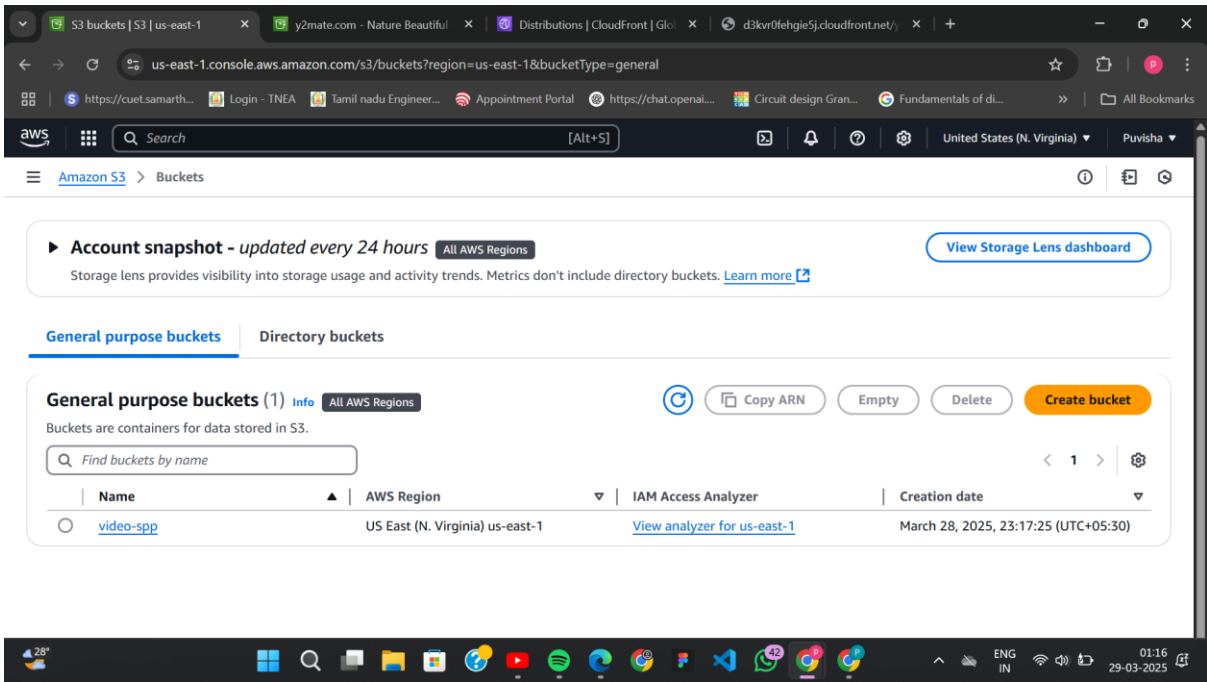 S3 buckets | S3 | us-east-1
y2mate.com - Nature Beautiful
Distributions | CloudFront | Glo
d3kvr0fehgie5j.cloudfront.net/y
us-east-1.console.aws.amazon.com/s3/buckets?region=us-east-1&bucketType=general
https://cuet.samarth... Login - TNEA Tamil nadu Engineer... Appointment Portal https://chat.openai.... Circuit design Gran... Fundamentals of di... » All Bookmarks
aws Search [Alt+S] United States (N. Virginia) ▼ Puvisha ▼
Amazon S3 > Buckets
Account snapshot - updated every 24 hours All AWS Regions
View Storage Lens dashboard
Storage lens provides visibility into storage usage and activity trends. Metrics don't include directory buckets. Learn more
General purpose buckets Directory buckets
General purpose buckets (1) Info All AWS Regions
Copy ARN Empty Delete Create bucket
Buckets are containers for data stored in S3.
Find buckets by name
< 1 >
Name AWS Region IAM Access Analyzer Creation date
video-spp US East (N. Virginia) us-east-1 View analyzer for us-east-1 March 28, 2025, 23:17:25 (UTC+05:30)
28°
42
ENG
IN
01:16
29-03-2025